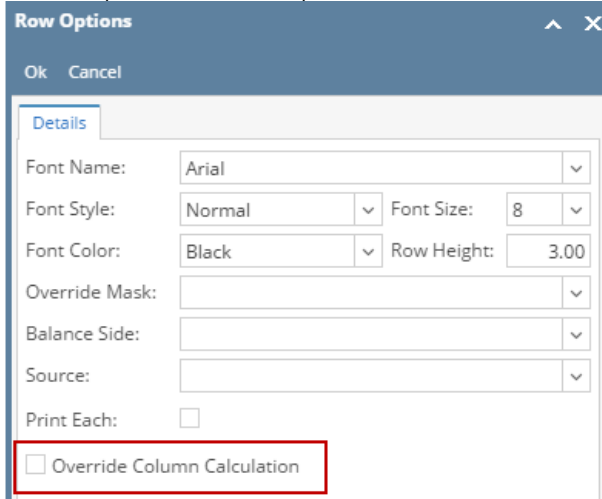 Row Options
Ok Cancel
Details
Font Name: Arial
Font Style: Normal Font Size: 8
Font Color: Black Row Height: 3.00
Override Mask:
Balance Side:
Source:
Print Each:
Override Column Calculation